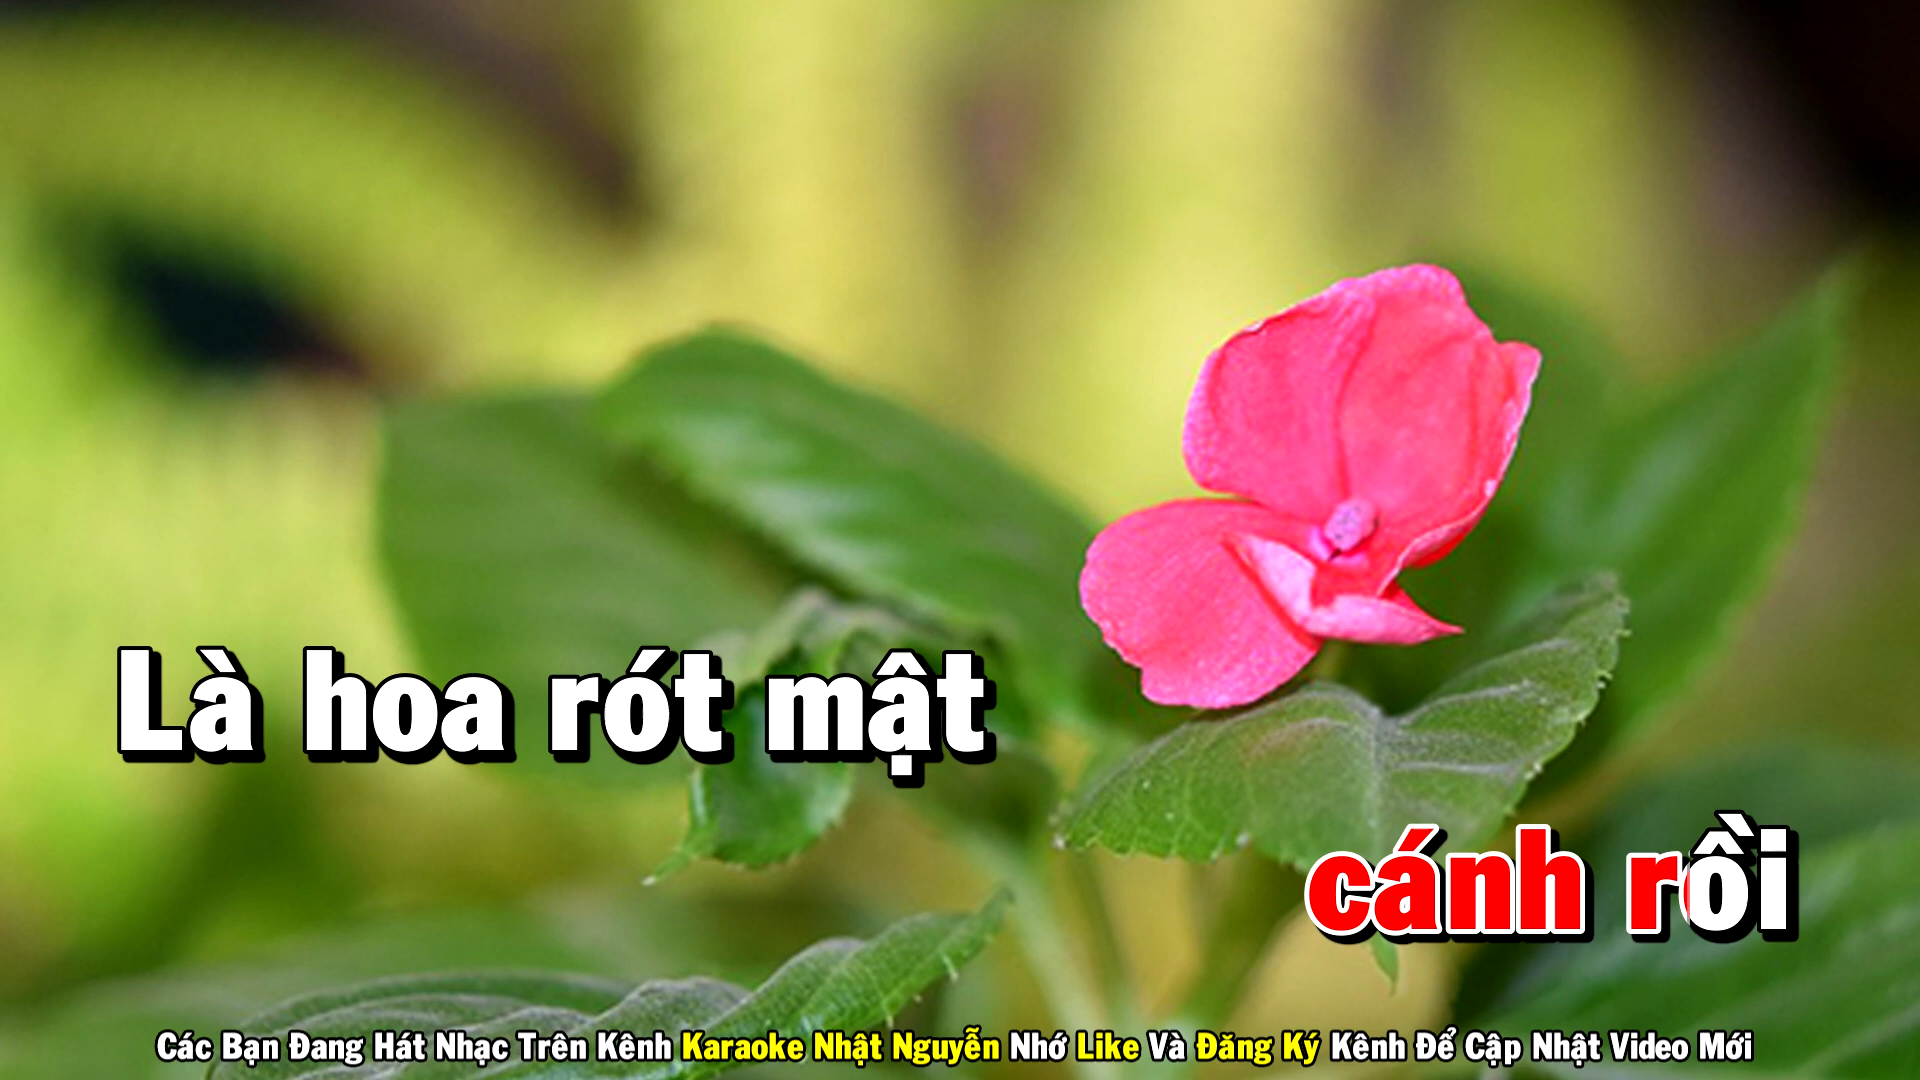 Là hoa rót mật
cánh rồi
Các Bạn Đang Hát Nhạc Trên Kênh Karaoke Nhật Nguyễn Nhớ Like Và Đăng Ký Kênh Để Cập Nhật Video Mới